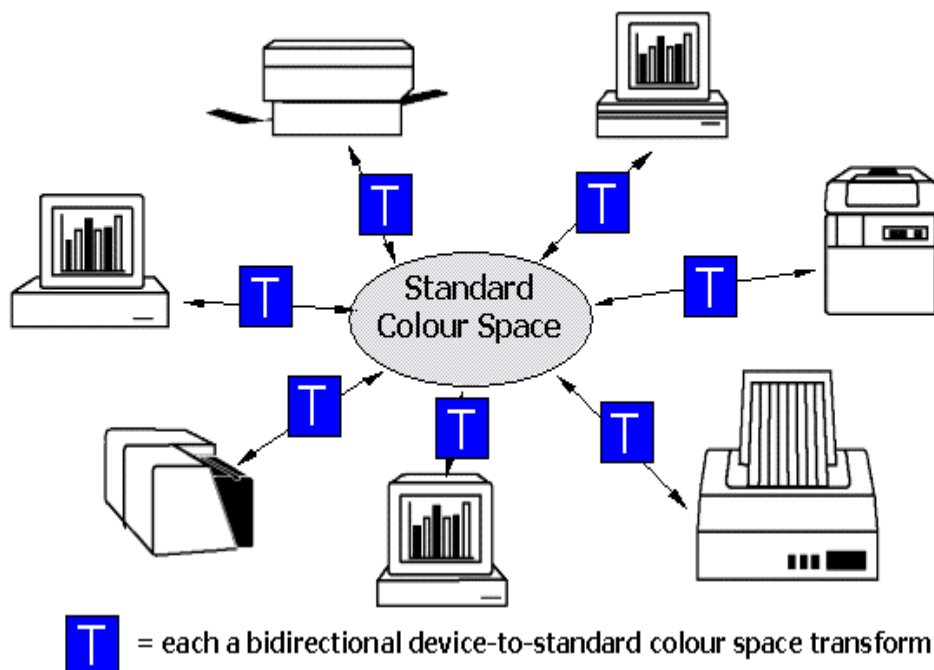 T
T
T
T
Standard
Colour Space
T
T
T
T = each a bidirectional device-to-standard colour space transform